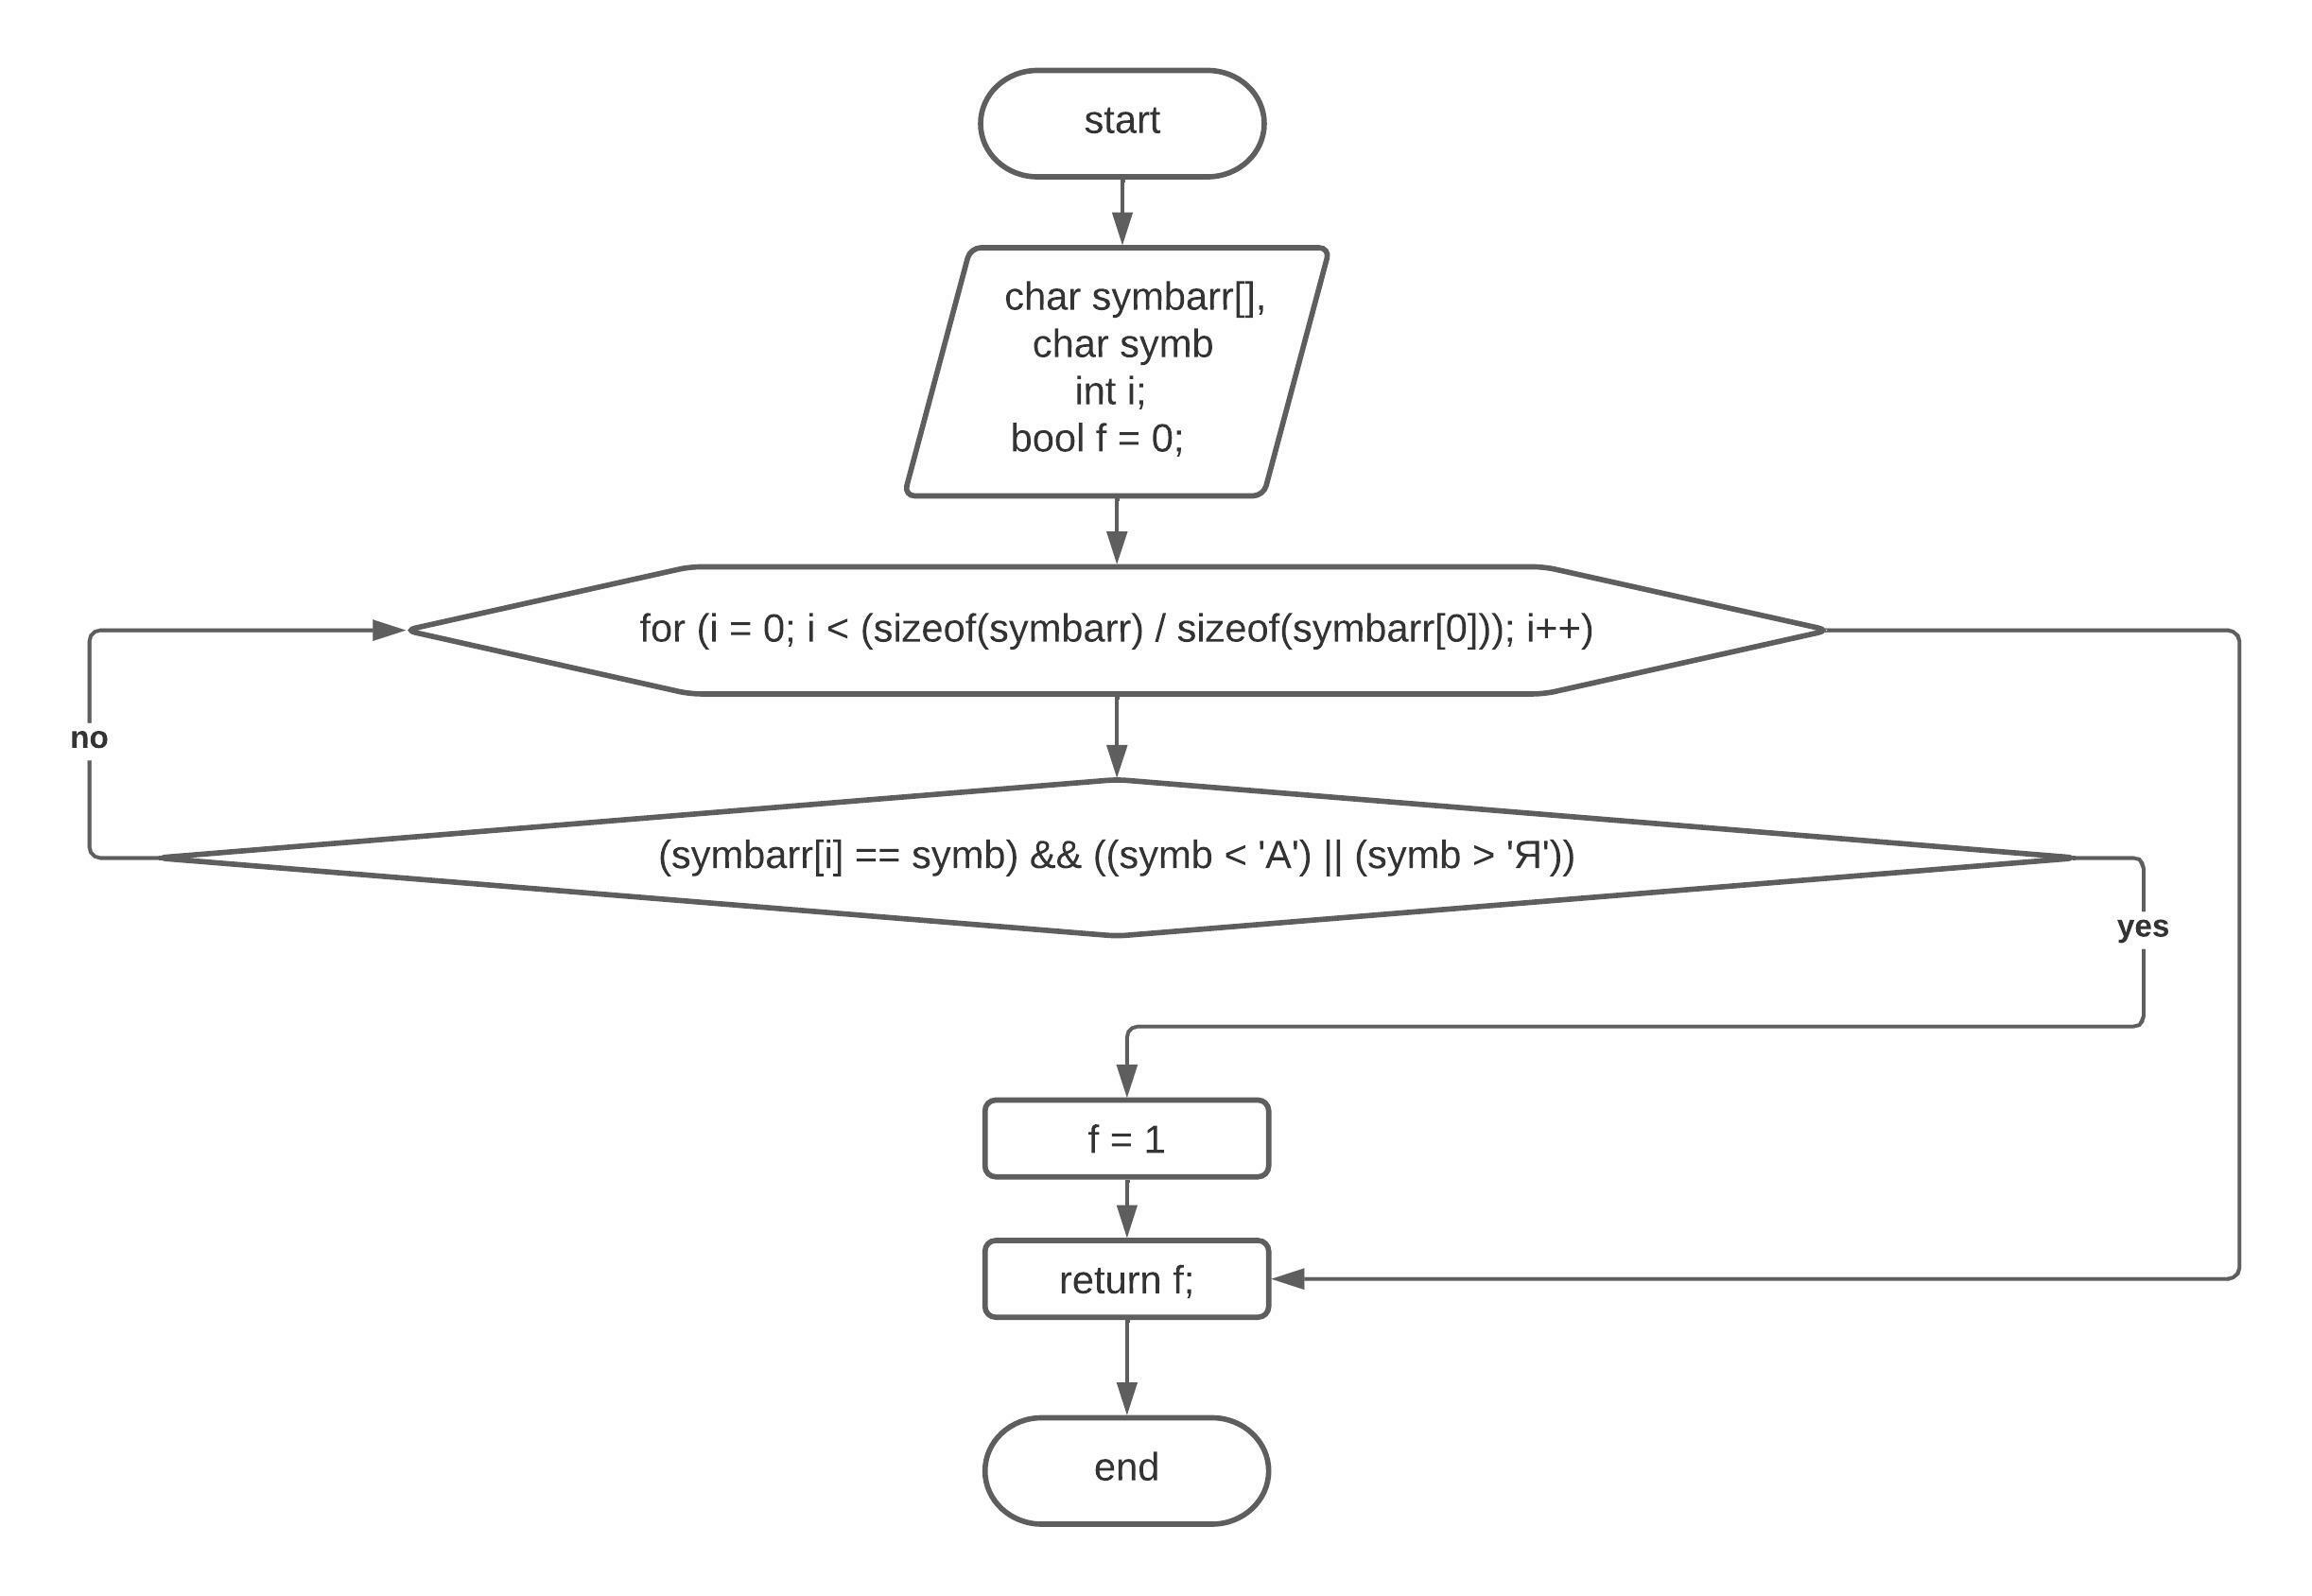 start
char symbarr[],
char symb
int i;
bool f = 0;
for (i = 0; i < (sizeof(symbarr) / sizeof(symbarr[0])); i++)
no
(symbarr[i] == symb) && ((symb < 'А') || (symb > 'Я'))
yes
f = 1
return f;
end